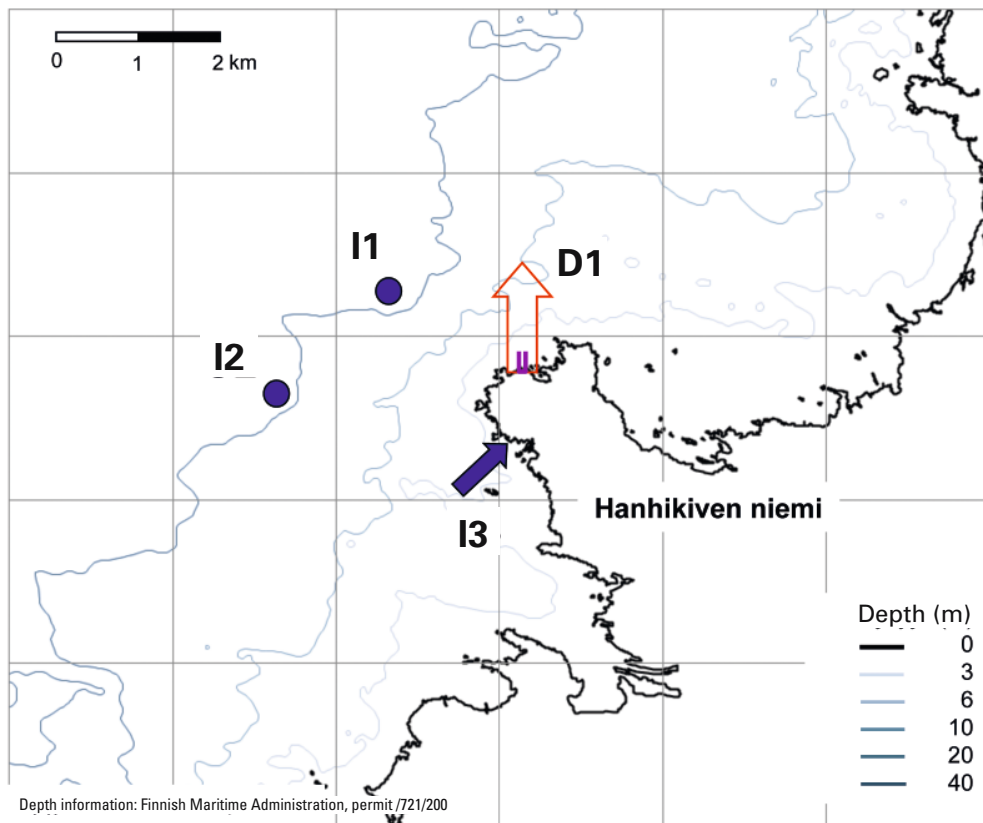 0 1 2 km
I1
D1
I2
I3
Hanhikiven niemi
Depth (m)
0
3
6
10
20
40
Depth information: Finnish Maritime Administration, permit /721/200